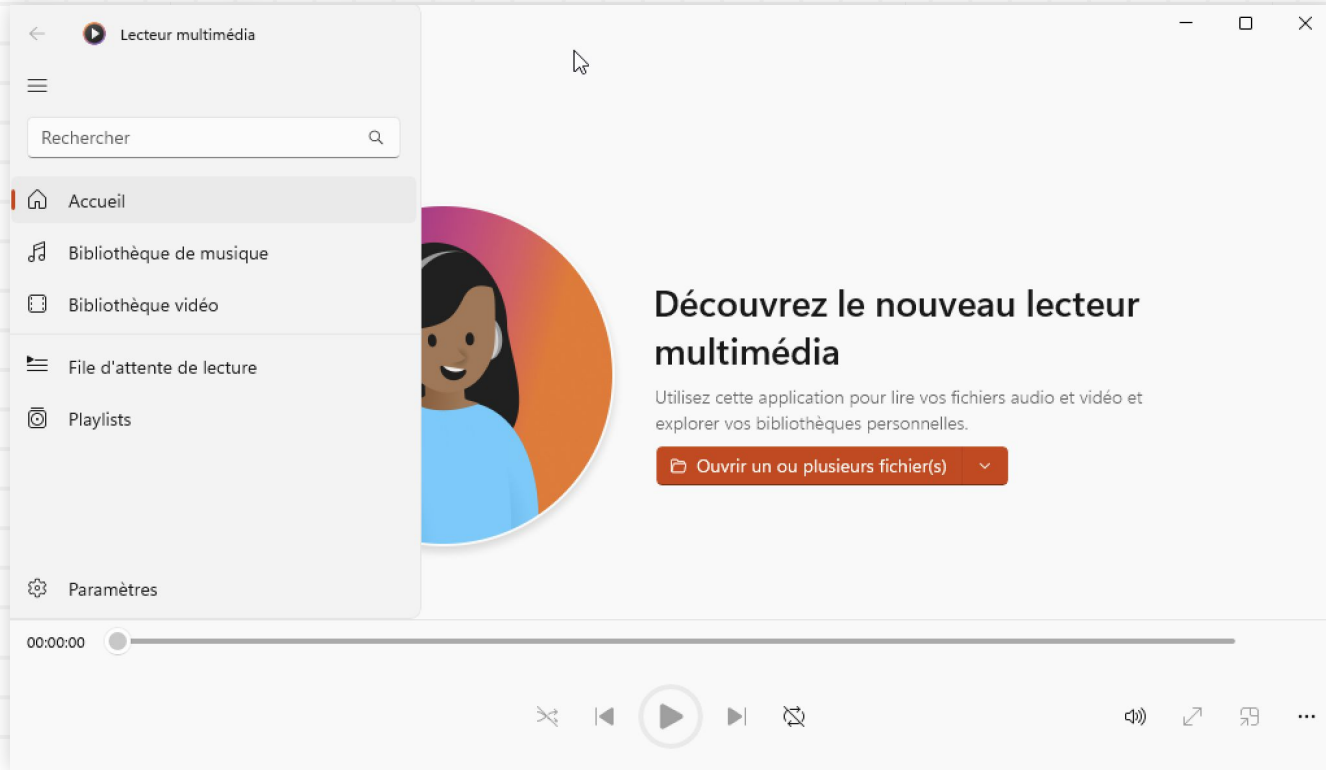 Lecteur multimédia
Rechercher
Accueil
Bibliothèque de musique
Bibliothèque vidéo
File d'attente de lecture
Playlists
Paramètres
Découvrez le nouveau lecteur
multimédia
Utilisez cette application pour lire vos fichiers audio et vidéo et
explorer vos bibliothèques personnelles.
Ouvrir un ou plusieurs fichier(s)
00:00:00